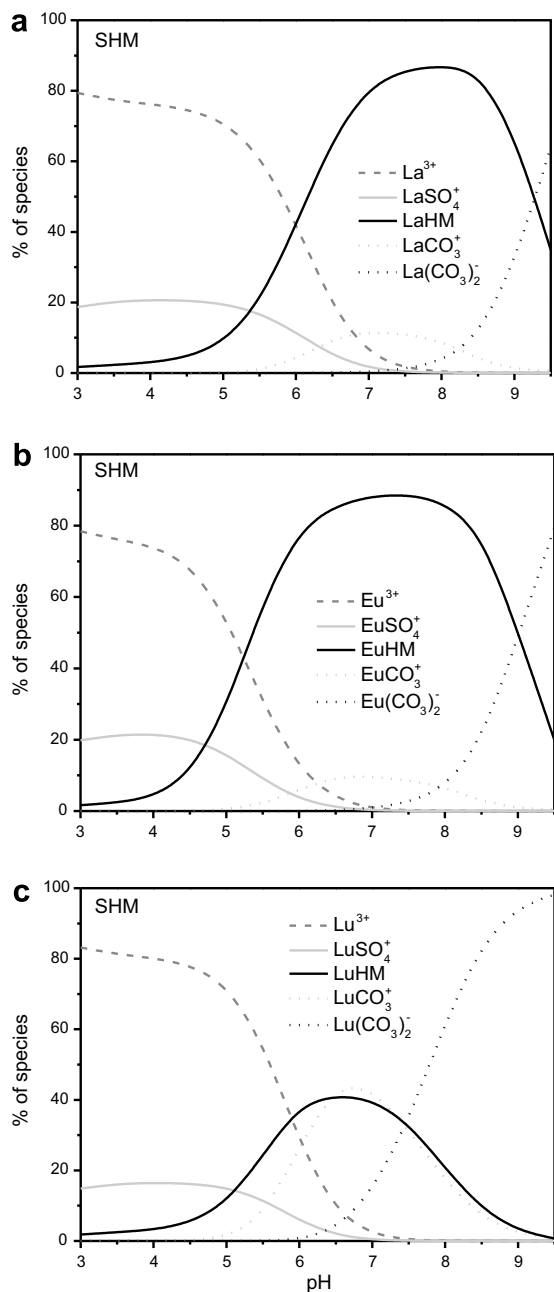 a
SHM
100
80
60
40
20
0
% of species
La³⁺
LaSO₄⁺
LaHM
LaCO₃⁺
La(CO₃)₂⁻
3 4 5 6 7 8 9
b
SHM
100
80
60
40
20
0
% of species
Eu³⁺
EuSO₄⁺
EuHM
EuCO₃⁺
Eu(CO₃)₂⁻
3 4 5 6 7 8 9
c
SHM
100
80
60
40
20
0
% of species
Lu³⁺
LuSO₄⁺
LuHM
LuCO₃⁺
Lu(CO₃)₂⁻
3 4 5 6 7 8 9
pH